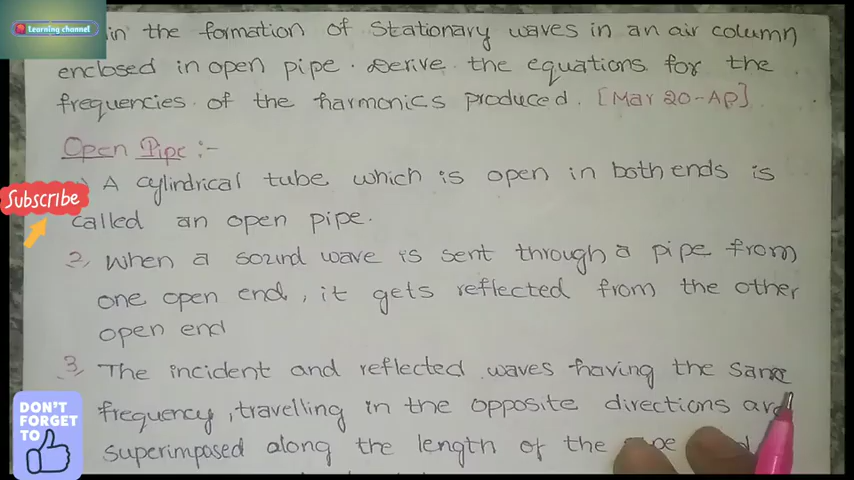 Learning channel
in the formation of stationary waves in an air column
enclosed in open pipe. Derive the equations for the
frequencies of the harmonics produced. [Mar 20-AP]
Open Pipe :-
A cylindrical tube which is open in both ends is
Subscribe
called an open pipe.
2, When a sound wave is sent through a pipe from
one open end, it gets reflected from the other
open end
3, The incident and reflected waves having the same
frequency, travelling in the opposite directions are
superimposed along the length of the
DON'T
FORGET
TO